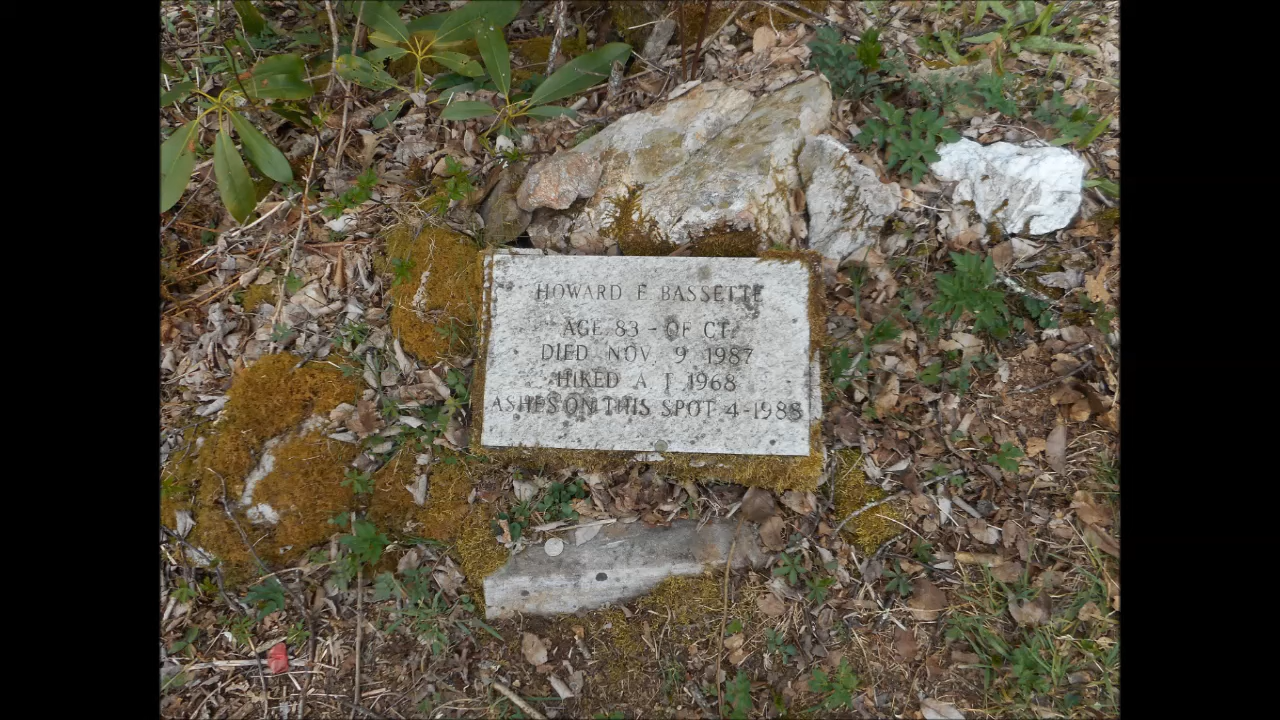 HOWARD E BASSETTE
AGE 83 - OF CT.
DIED NOV. 9 1987
HIKED A T 1968
ASHES ON THIS SPOT 4-1988